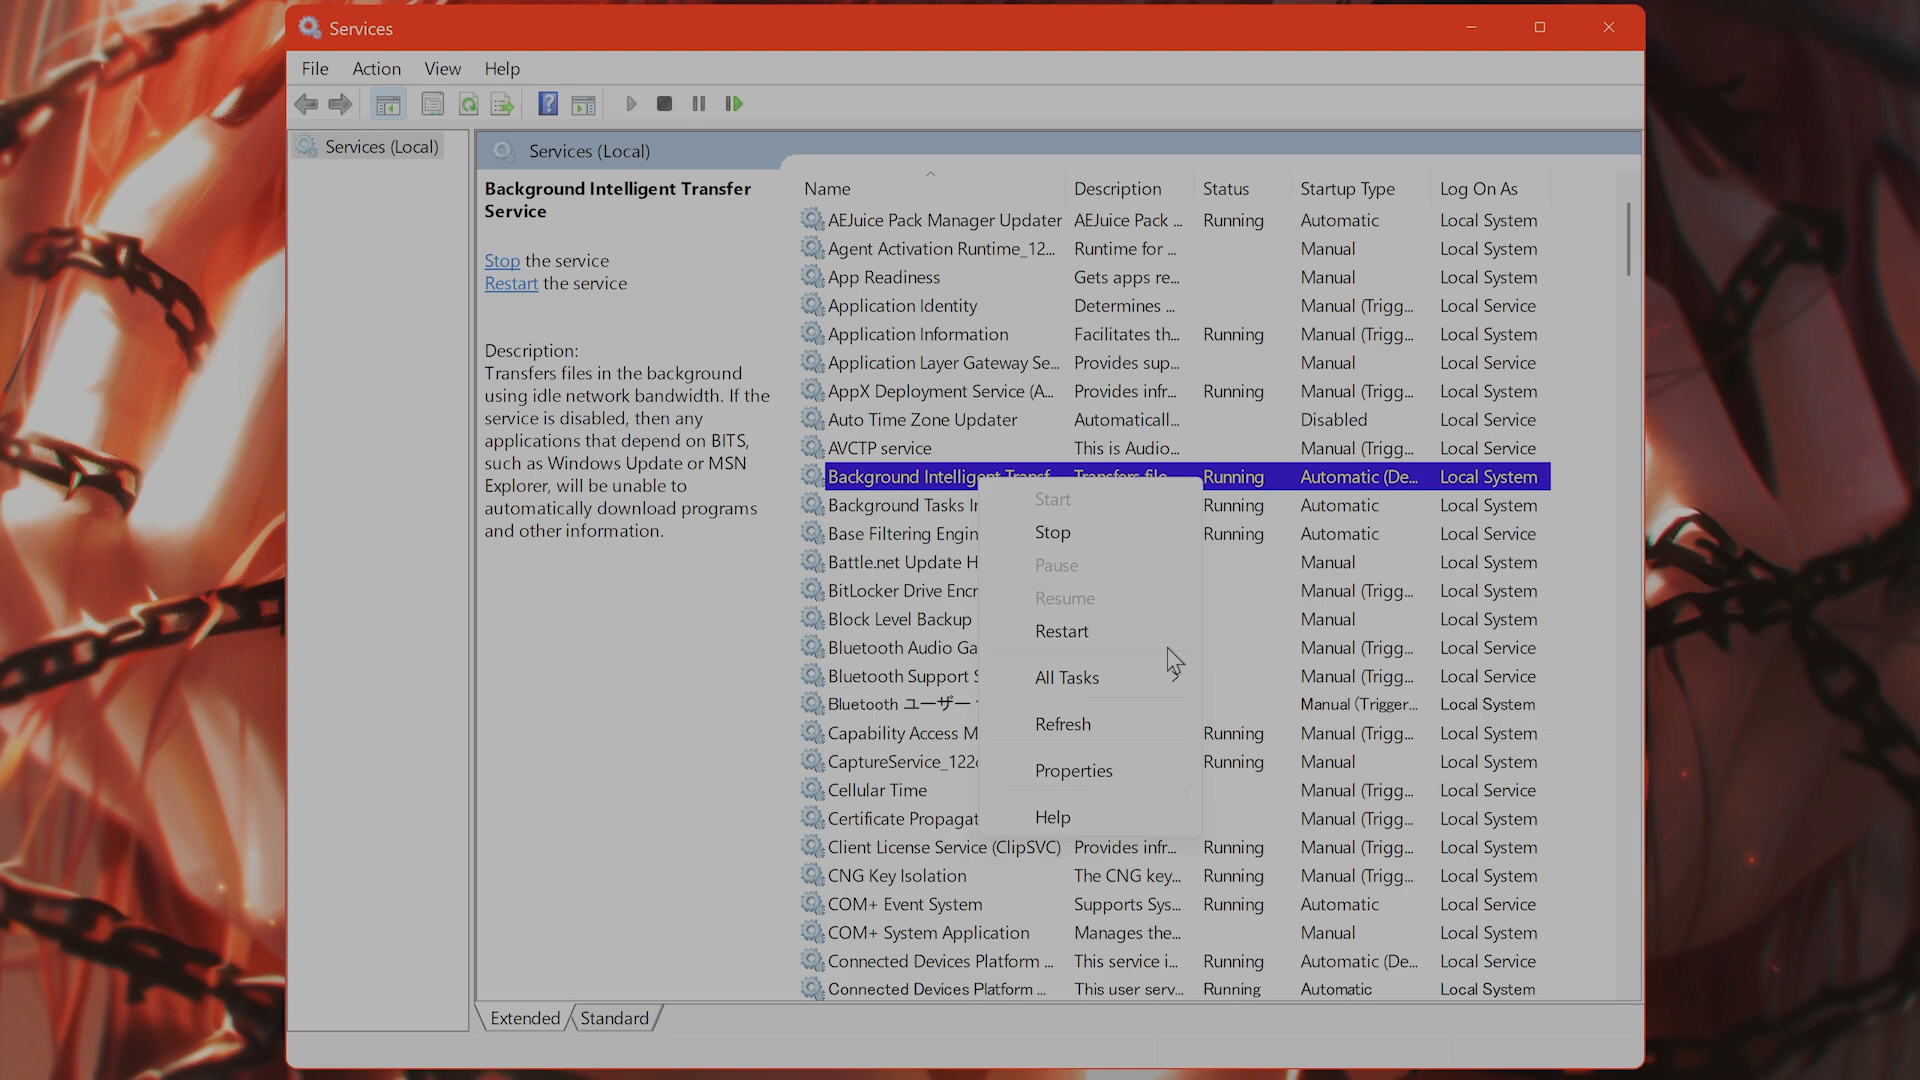 Services
File Action View Help
Services (Local)
Services (Local)
Background Intelligent Transfer
Service
Stop the service
Restart the service
Description:
Transfers files in the background
using idle network bandwidth. If the
service is disabled, then any
applications that depend on BITS,
such as Windows Update or MSN
Explorer, will be unable to
automatically download programs
and other information.
Name Description Status Startup Type Log On As
AEJuice Pack Manager Updater AEJuice Pack ... Running Automatic Local System
Agent Activation Runtime_12... Runtime for ... Manual Local System
App Readiness Gets apps re... Manual Local System
Application Identity Determines ... Manual (Trigg... Local Service
Application Information Facilitates th... Running Manual (Trigg... Local System
Application Layer Gateway Se... Provides sup... Manual Local Service
AppX Deployment Service (A... Provides infr... Running Manual (Trigg... Local System
Auto Time Zone Updater Automaticall... Disabled Local Service
AVCTP service This is Audio... Manual (Trigg... Local Service
Background Intelligent Transf... Transfers file... Running Automatic (De... Local System
Background Tasks In Running Automatic Local System
Base Filtering Engin Running Automatic Local Service
Battle.net Update H Manual Local System
BitLocker Drive Encr Manual (Trigg... Local System
Block Level Backup Manual Local System
Bluetooth Audio Ga Manual (Trigg... Local Service
Bluetooth Support S Manual (Trigg... Local Service
Bluetooth ユーザー Manual (Trigger... Local System
Capability Access M Running Manual (Trigg... Local System
CaptureService_122 Running Manual Local System
Cellular Time Manual (Trigg... Local Service
Certificate Propagat Manual (Trigg... Local System
Client License Service (ClipSVC) Provides infr... Running Manual (Trigg... Local System
CNG Key Isolation The CNG key... Running Manual (Trigg... Local System
COM+ Event System Supports Sys... Running Automatic Local Service
COM+ System Application Manages the... Manual Local System
Connected Devices Platform ... This service i... Running Automatic (De... Local Service
Connected Devices Platform ... This user serv... Running Automatic Local System
Start
Stop
Pause
Resume
Restart
All Tasks
Refresh
Properties
Help
Extended Standard